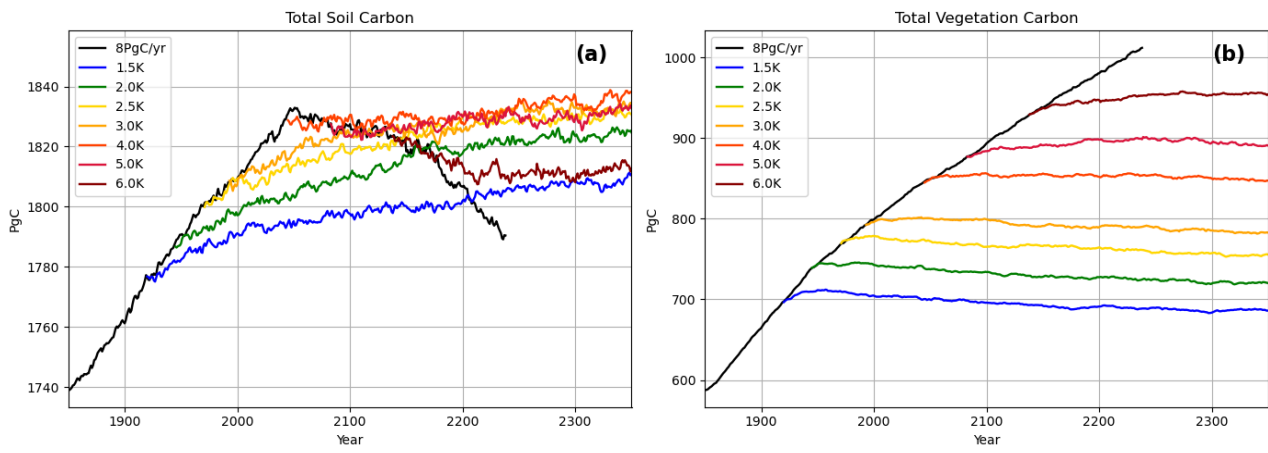 Total Soil Carbon
(a)
8PgC/yr
1.5K
2.0K
2.5K
3.0K
4.0K
5.0K
6.0K
1840
1820
1800
1780
1760
1740
PgC
1900
2000
2100
2200
2300
Year
Total Vegetation Carbon
(b)
8PgC/yr
1.5K
2.0K
2.5K
3.0K
4.0K
5.0K
6.0K
1000
900
800
700
600
PgC
1900
2000
2100
2200
2300
Year